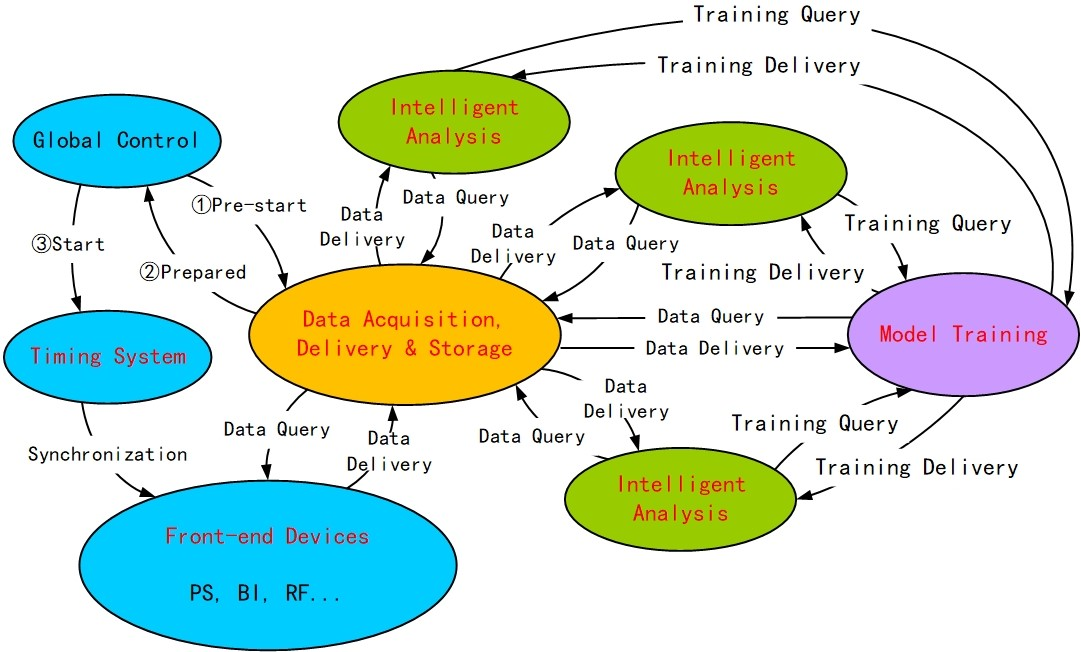 Training Query
Training Delivery
Intelligent
Analysis
Global Control
Intelligent
Analysis
①Pre-start
Data Query
Data
Delivery
Training Query
③Start
②Prepared
Data
Delivery
Data Query
Training Delivery
Data Acquisition,
Delivery & Storage
Data Query
Model Training
Timing System
Data Delivery
Data
Delivery
Data Query
Data
Delivery
Data Query
Training Query
Synchronization
Training Delivery
Intelligent
Analysis
Front-end Devices
PS, BI, RF...